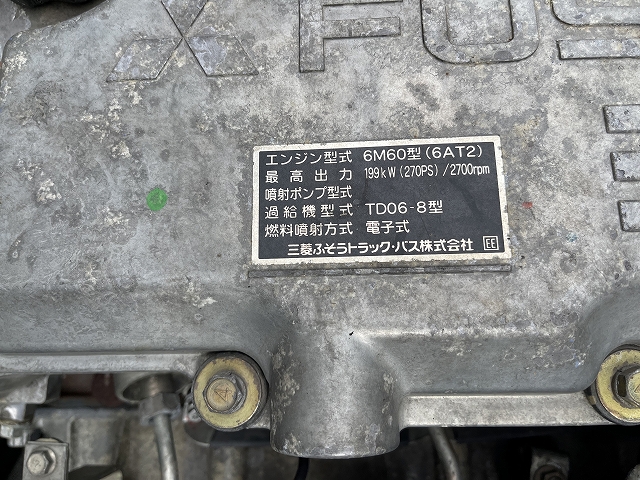 FUS
エンジン型式 6M60型(6AT2)
最高出力 199kW(270PS)/2700rpm
噴射ポンプ型式
過給機型式 TD06-8型
燃料噴射方式 電子式
三菱ふそうトラック・バス株式会社 EE
4